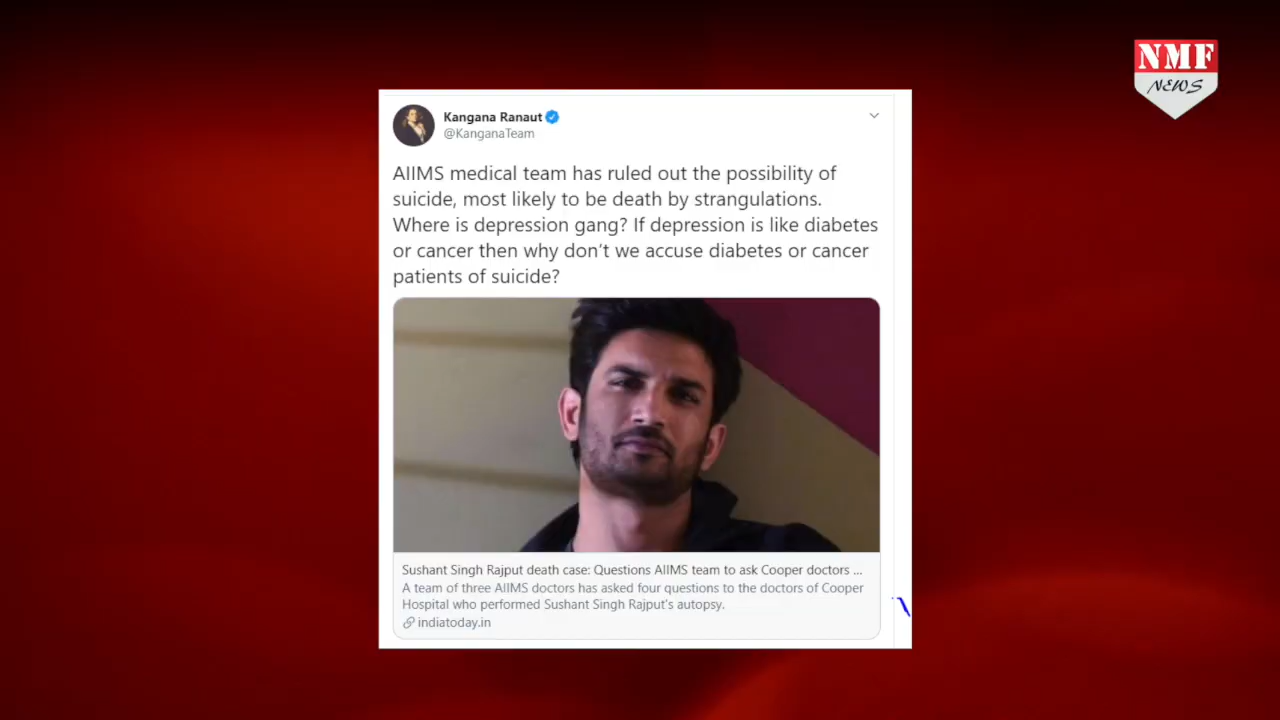 NMF
NEWS
Kangana Ranaut
@KanganaTeam
AIIMS medical team has ruled out the possibility of
suicide, most likely to be death by strangulations.
Where is depression gang? If depression is like diabetes
or cancer then why don't we accuse diabetes or cancer
patients of suicide?
Sushant Singh Rajput death case: Questions AIIMS team to ask Cooper doctors ...
A team of three AIIMS doctors has asked four questions to the doctors of Cooper
Hospital who performed Sushant Singh Rajput's autopsy.
indiatoday.in